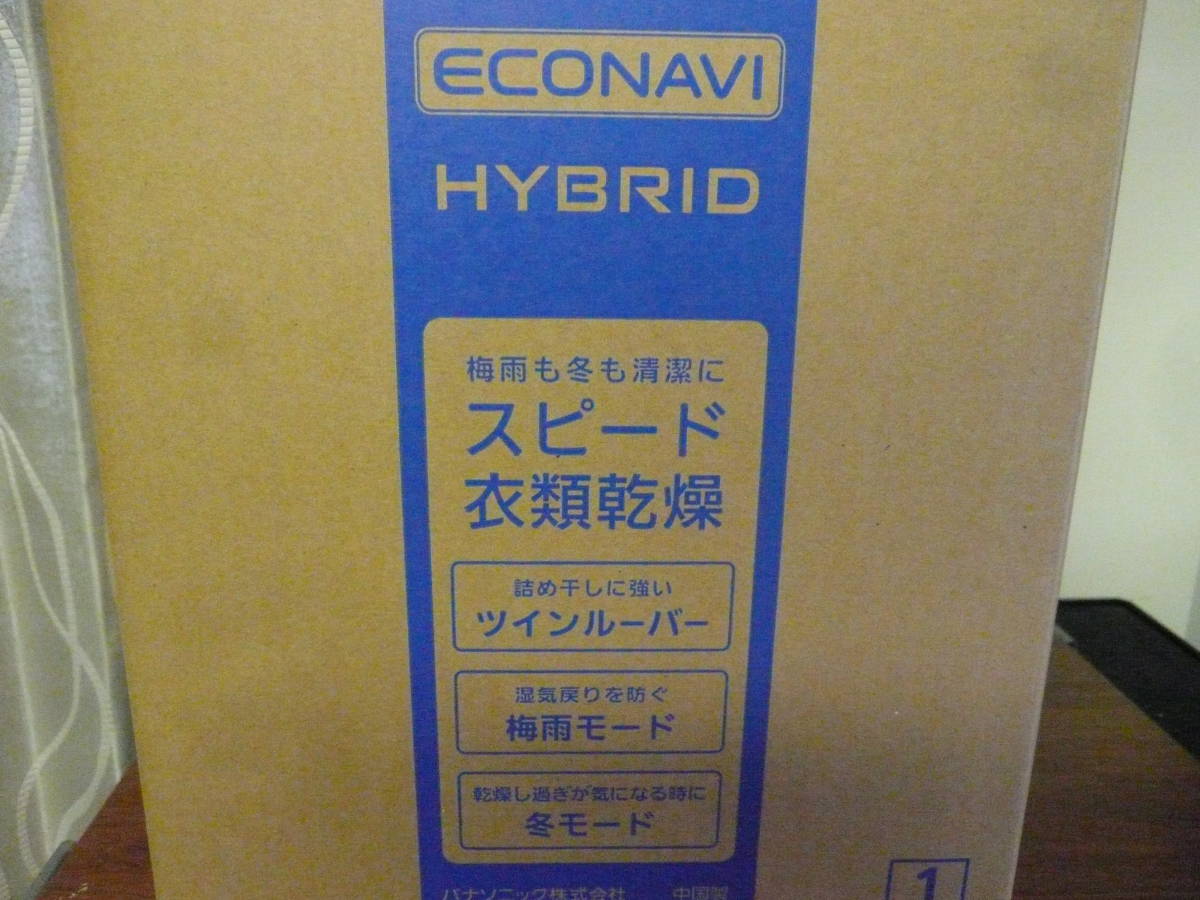 ECONAVI
HYBRID
梅雨も冬も清潔に
スピード
衣類乾燥
詰め干しに強い
ツインルーバー
湿気戻りを防ぐ
梅雨モード
乾燥し過ぎが気になる時に
冬モード
パナソニック株式会社 中国製
1